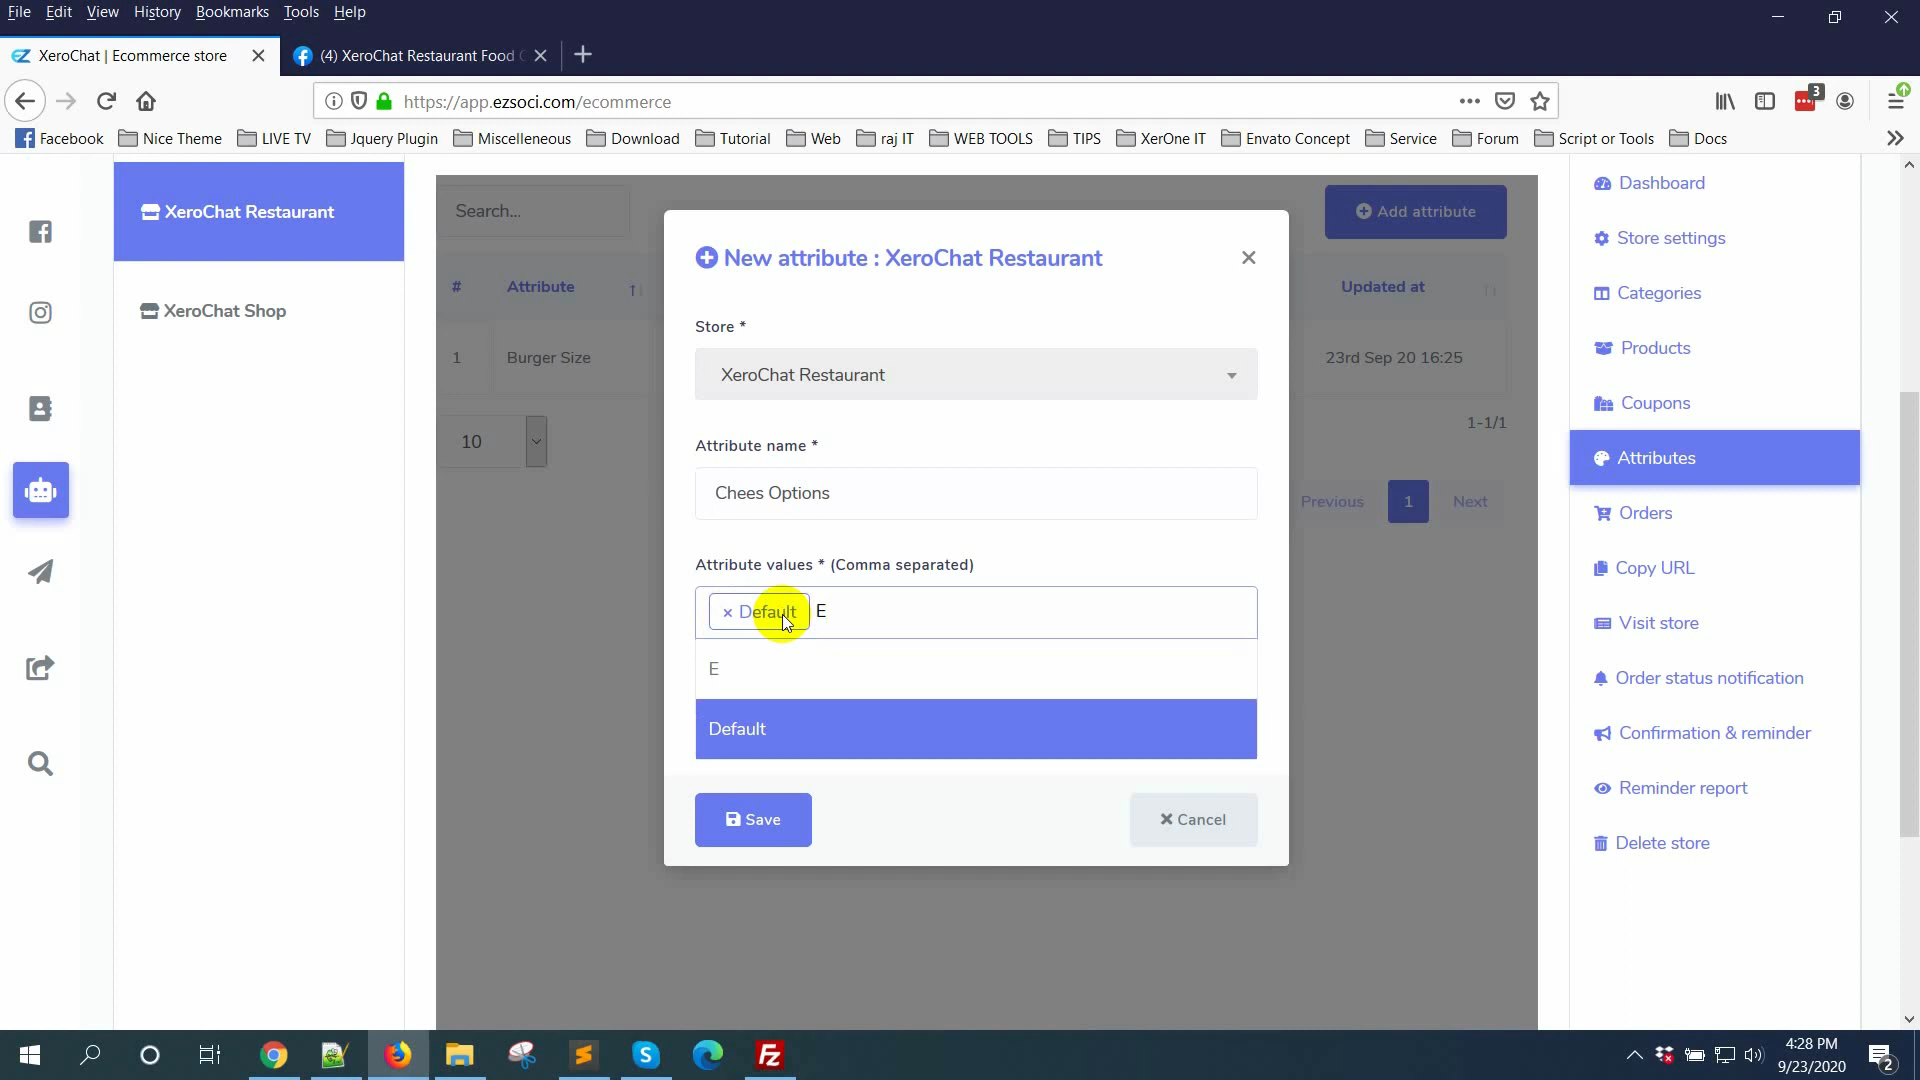 File Edit View History Bookmarks Tools Help
XeroChat | Ecommerce store
(4) XeroChat Restaurant Food
https://app.ezsoci.com/ecommerce
3
Facebook Nice Theme LIVE TV Jquery Plugin Miscelleneous Download Tutorial Web raj IT WEB TOOLS TIPS XerOne IT Envato Concept Service Forum Script or Tools Docs
XeroChat Restaurant
XeroChat Shop
Search...
Add attribute
# Attribute Updated at
1 Burger Size 23rd Sep 20 16:25
10
1-1/1
Previous 1 Next
New attribute : XeroChat Restaurant
Store *
XeroChat Restaurant
Attribute name *
Chees Options
Attribute values * (Comma separated)
× Default E
E
Default
Save
Cancel
Dashboard
Store settings
Categories
Products
Coupons
Attributes
Orders
Copy URL
Visit store
Order status notification
Confirmation & reminder
Reminder report
Delete store
4:28 PM
9/23/2020
2